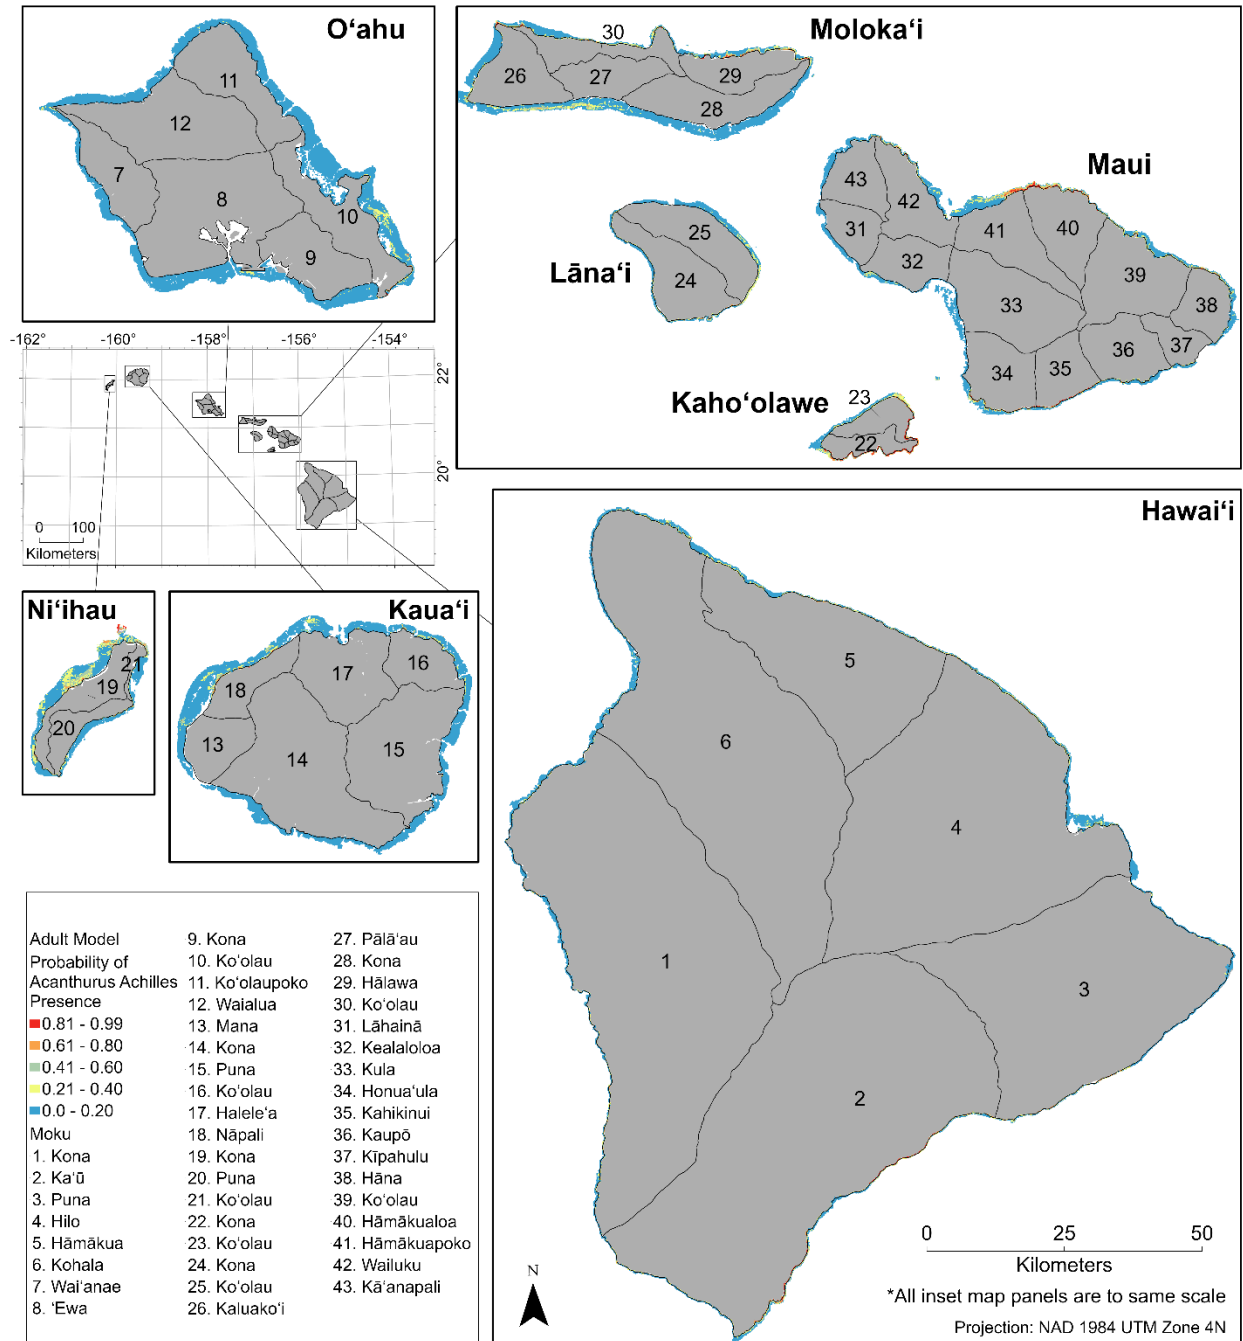 Oʻahu
11
12
7
8
10
9
30
Molokaʻi
26
27
29
28
Maui
43
42
41
40
31
32
39
38
33
37
36
35
34
25
Lānaʻi
24
Kahoʻolawe
23
22
-162°
-160°
-158°
-156°
-154°
22°
20°
0 100
Kilometers
Niʻihau
21
19
20
Kauaʻi
16
17
18
13
14
15
Hawaiʻi
5
6
4
1
3
2
Adult Model
Probability of
Acanthurus Achilles
Presence
0.81 - 0.99
0.61 - 0.80
0.41 - 0.60
0.21 - 0.40
0.0 - 0.20
Moku
1. Kona
2. Kaʻū
3. Puna
4. Hilo
5. Hāmākua
6. Kohala
7. Waiʻanae
8. ʻEwa
9. Kona
10. Koʻolau
11. Koʻolaupoko
12. Waialua
13. Mana
14. Kona
15. Puna
16. Koʻolau
17. Haleleʻa
18. Nāpali
19. Kona
20. Puna
21. Koʻolau
22. Kona
23. Koʻolau
24. Kona
25. Koʻolau
26. Kaluakoʻi
27. Pālāʻau
28. Kona
29. Hālawa
30. Koʻolau
31. Lāhainā
32. Kealaloloa
33. Kula
34. Honuaʻula
35. Kahikinui
36. Kaupō
37. Kīpahulu
38. Hāna
39. Koʻolau
40. Hāmākualoa
41. Hāmākuapoko
42. Wailuku
43. Kāʻanapali
N
0 25 50
Kilometers
*All inset map panels are to same scale
Projection: NAD 1984 UTM Zone 4N